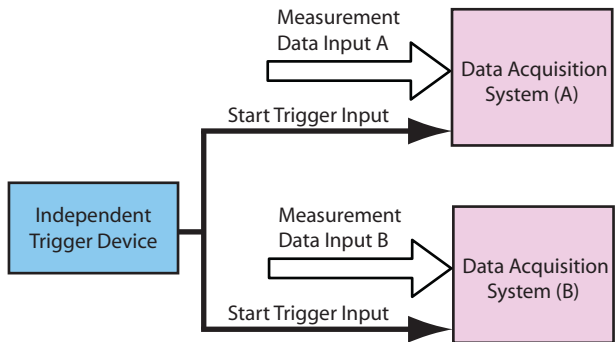 Measurement
Data Input A
Data Acquisition
System (A)
Start Trigger Input
Independent
Trigger Device
Measurement
Data Input B
Data Acquisition
System (B)
Start Trigger Input